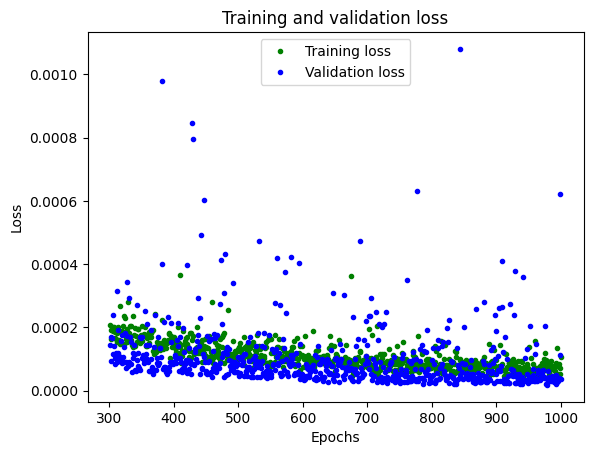 Training and validation loss
Training loss
Validation loss
0.0010
0.0008
0.0006
0.0004
0.0002
0.0000
Loss
300 400 500 600 700 800 900 1000
Epochs